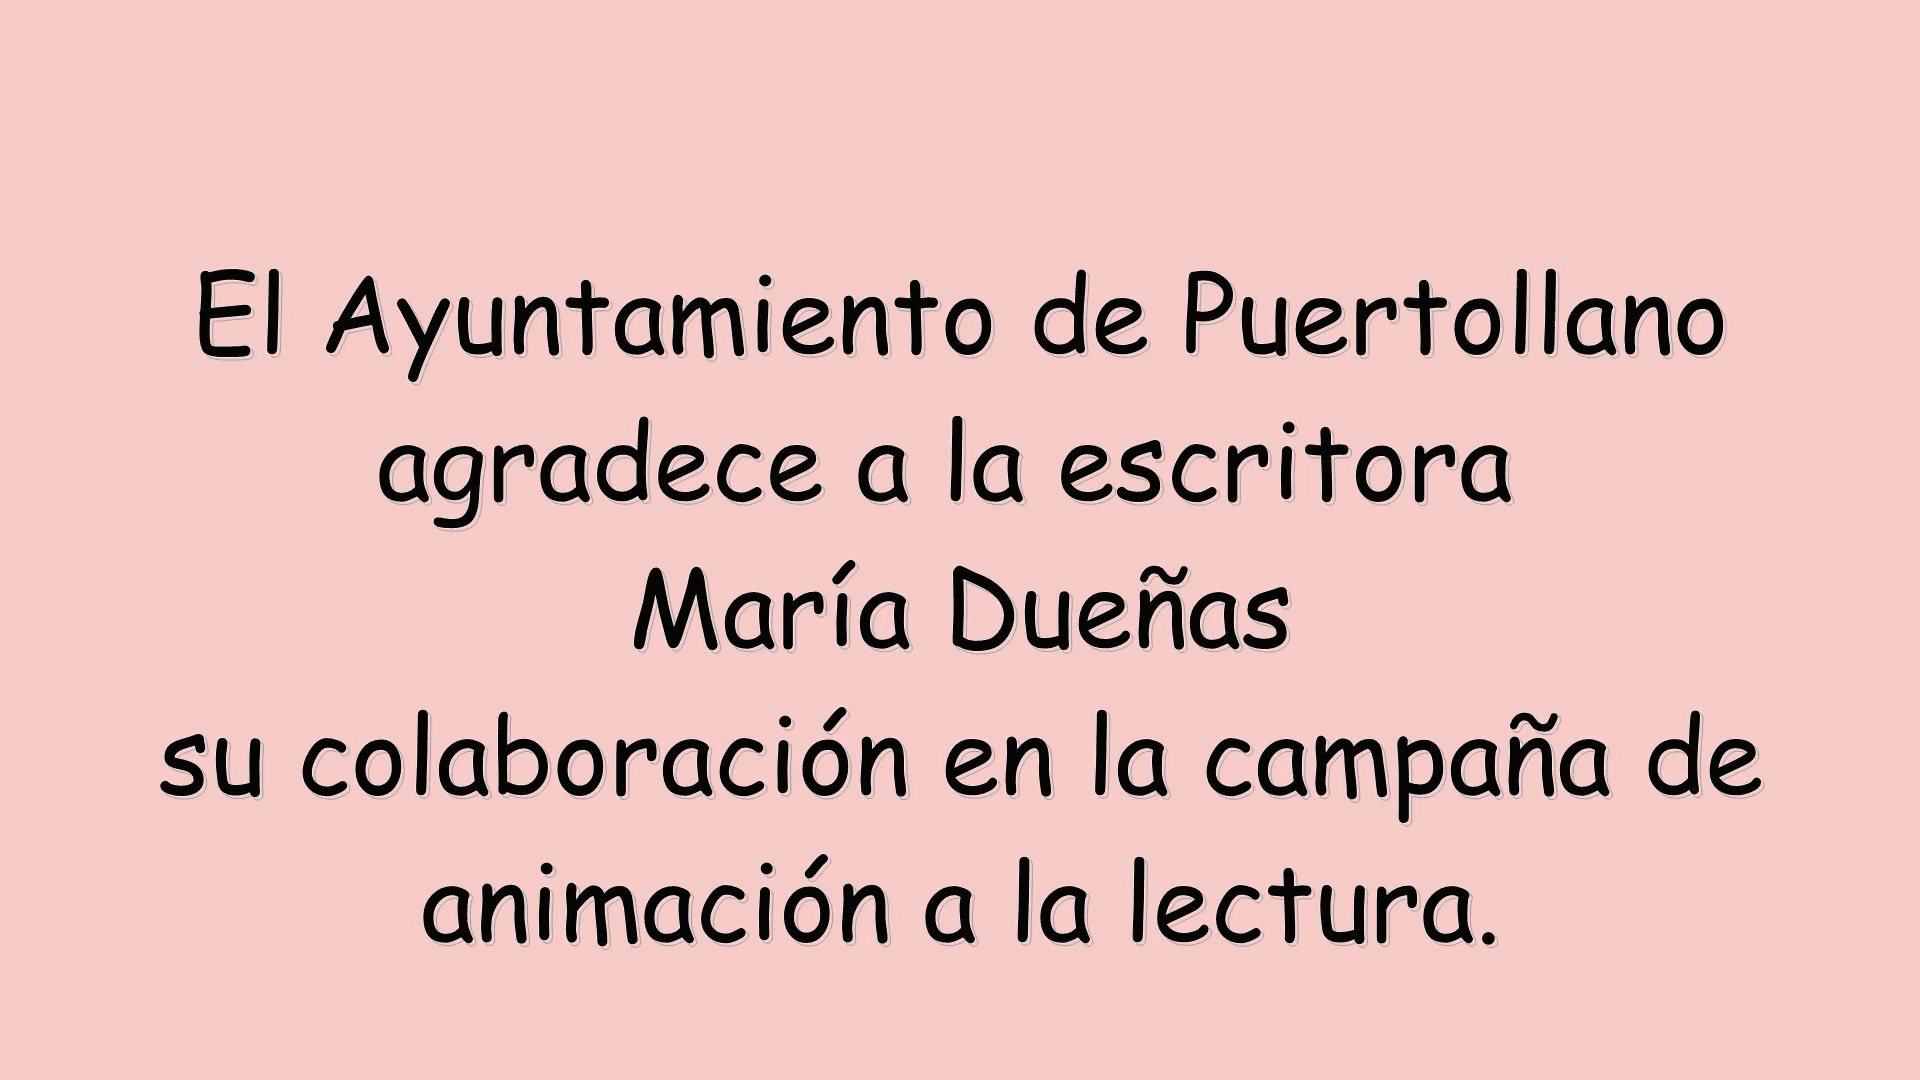 El Ayuntamiento de Puertollano
agradece a la escritora
María Dueñas
su colaboración en la campaña de
animación a la lectura.